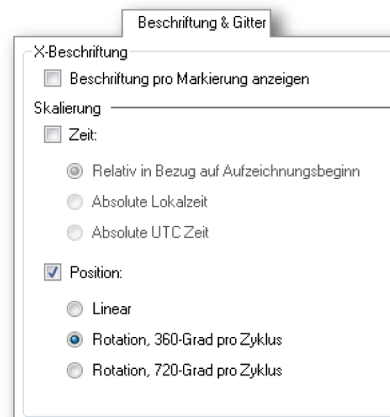 Beschriftung & Gitter
X-Beschriftung
Beschriftung pro Markierung anzeigen
Skalierung
Zeit:
Relativ in Bezug auf Aufzeichnungsbeginn
Absolute Lokalzeit
Absolute UTC Zeit
Position:
Linear
Rotation, 360-Grad pro Zyklus
Rotation, 720-Grad pro Zyklus